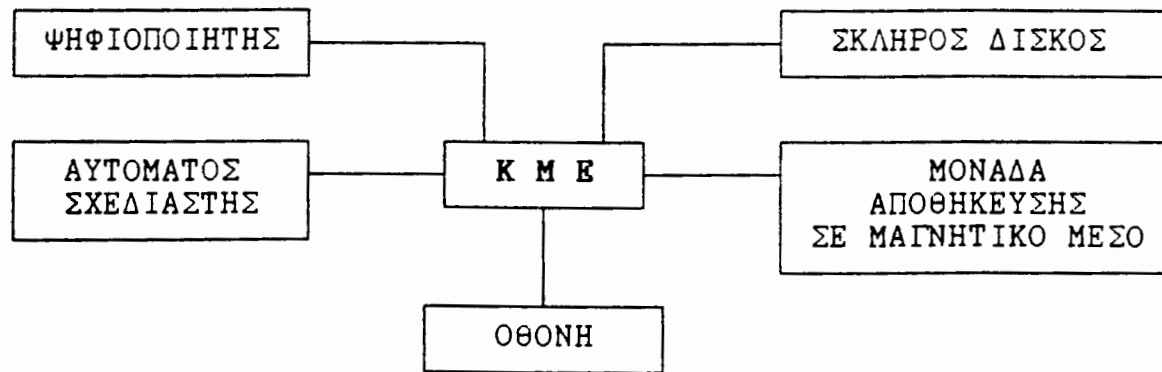 ΨΗΦΙΟΠΟΙΗΤΗΣ
ΣΚΛΗΡΟΣ ΔΙΣΚΟΣ
ΑΥΤΟΜΑΤΟΣ
ΣΧΕΔΙΑΣΤΗΣ
Κ Μ Ε
ΜΟΝΑΔΑ
ΑΠΟΘΗΚΕΥΣΗΣ
ΣΕ ΜΑΓΝΗΤΙΚΟ ΜΕΣΟ
ΟΘΟΝΗ